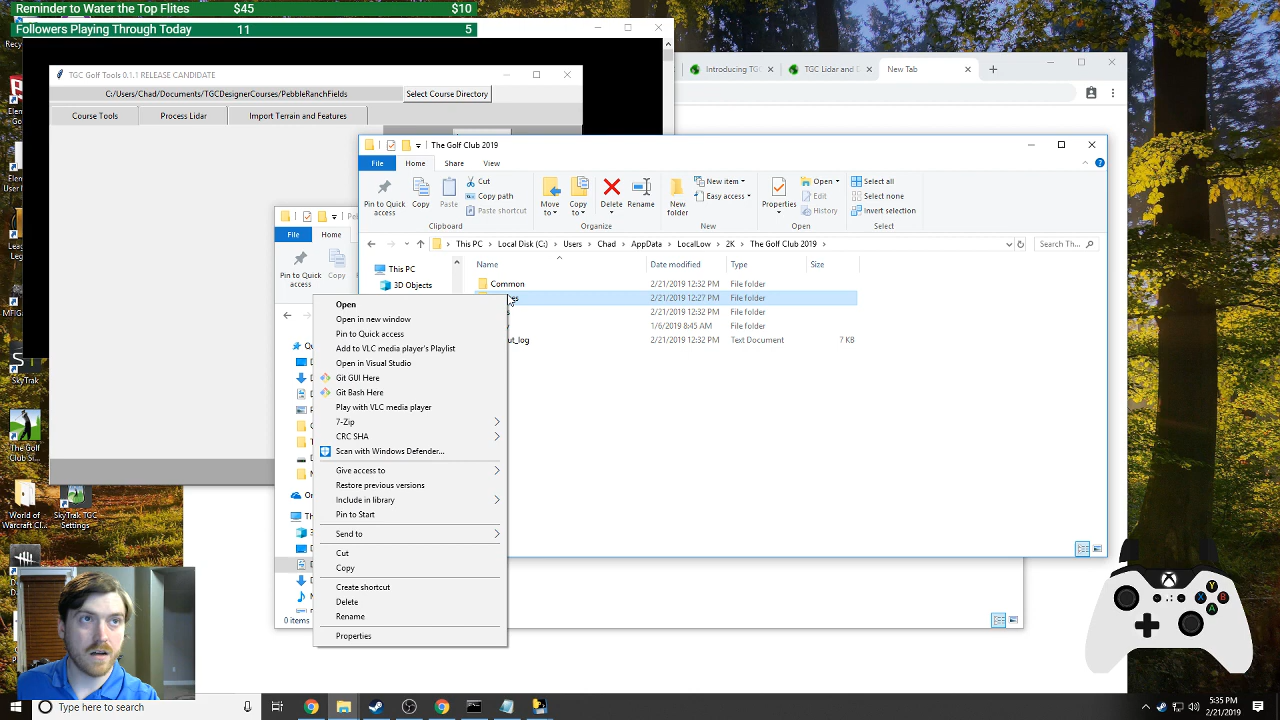 Reminder to Water the Top Flites $45 $10
Followers Playing Through Today 11 5
TGC Golf Tools 0.1.1 RELEASE CANDIDATE
C:/Users/Chad/Documents/TGCDesignerCourses/PebbleRanchFields
Select Course Directory
Course Tools
Process Lidar
Import Terrain and Features
Introducing TG
TGC Lidar and D
New Tab
The Golf Club 2019
File
Home
Share
View
Pin to Quick access
Copy
Paste
Cut
Copy path
Paste shortcut
Clipboard
Move to
Copy to
Delete
Rename
Organize
New folder
New item
Easy access
New
Properties
Open
Edit
History
Open
Select all
Select none
Invert selection
Select
This PC
Local Disk (C:)
Users
Chad
AppData
LocalLow
2K
The Golf Club 2019
Search Th...
This PC
3D Objects
Name
Date modified
Type
Size
Common
2/21/2019 12:32 PM
File folder
2/21/2019 12:27 PM
File folder
2/21/2019 12:32 PM
File folder
1/6/2019 8:45 AM
File folder
ut_log
2/21/2019 12:32 PM
Text Document
7 KB
File
Home
Pin to Quick access
Copy
Open
Open in new window
Pin to Quick access
Add to VLC media player's Playlist
Open in Visual Studio
Git GUI Here
Git Bash Here
Play with VLC media player
7-Zip
CRC SHA
Scan with Windows Defender...
Give access to
Restore previous versions
Include in library
Pin to Start
Send to
Cut
Copy
Create shortcut
Delete
Rename
Properties
0 items
SkyTrak
The Golf Club Si...
World of Warcraft Cl...
SkyTrak TGC Settings
Y
X
B
A
Type here to search
5:35 PM
2/21/2019